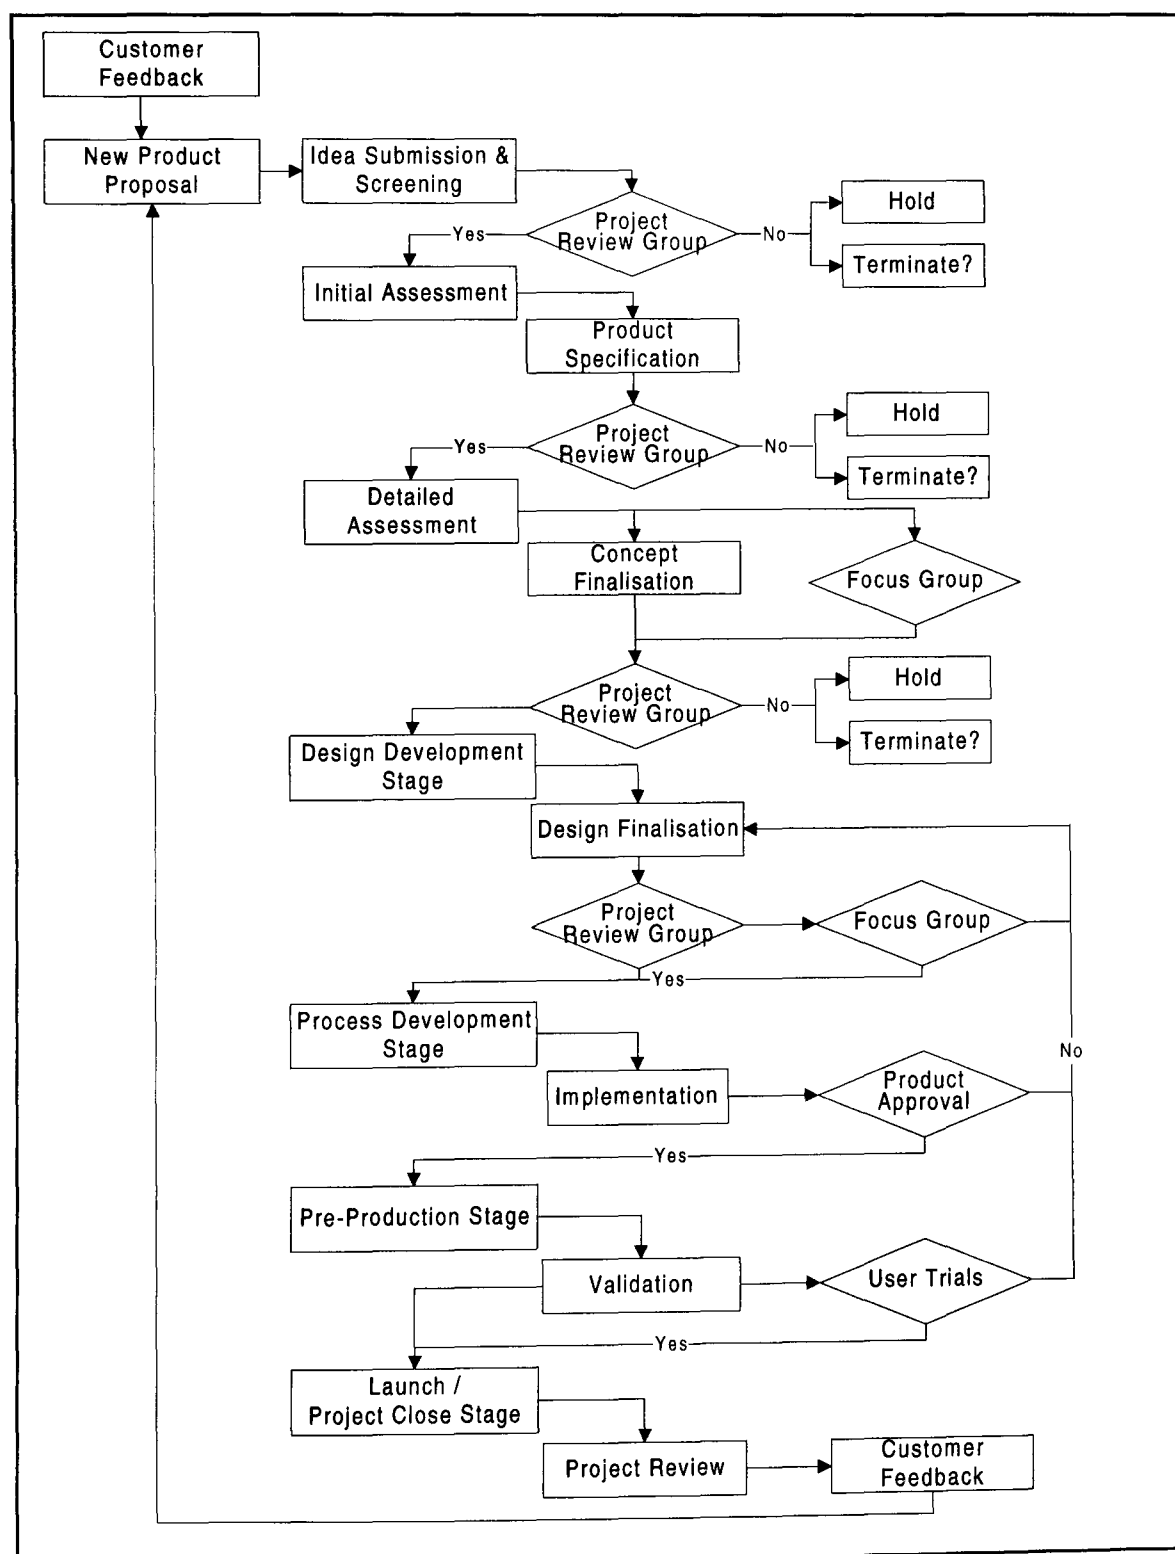 Customer
Feedback
New Product
Proposal
Idea Submission &
Screening
Project
Review Group
Yes
No
Hold
Terminate?
Initial Assessment
Product
Specification
Project
Review Group
Yes
No
Hold
Terminate?
Detailed
Assessment
Concept
Finalisation
Focus Group
Project
Review Group
No
Hold
Terminate?
Design Development
Stage
Design Finalisation
Project
Review Group
Focus Group
Yes
Process Development
Stage
No
Implementation
Product
Approval
Yes
Pre-Production Stage
Validation
User Trials
Yes
Launch /
Project Close Stage
Project Review
Customer
Feedback